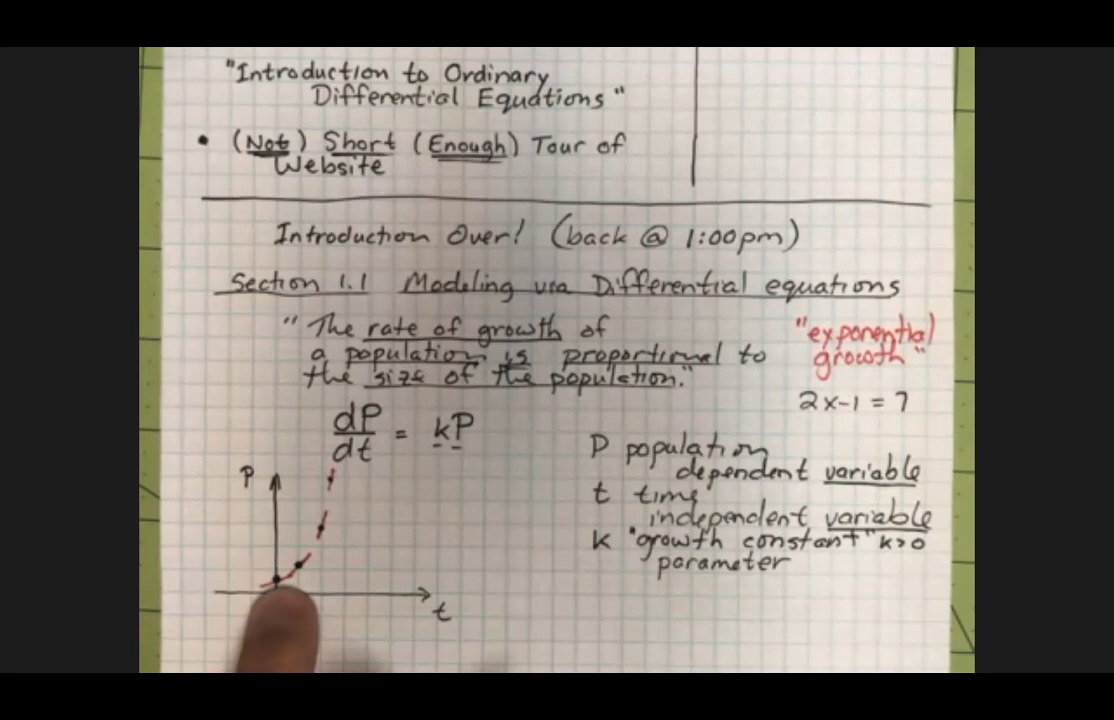 "Introduction to Ordinary
Differential Equations"
• (Not) Short (Enough) Tour of
Website
Introduction Over! (back @ 1:00pm)
Section 1.1 Modeling via Differential equations
"The rate of growth of
a population is proportional to
the size of the population."
"exponential
growth"
2x-1 = 7
dP/dt = kP
P population
dependent variable
t time
independent variable
k "growth constant" k>0
parameter
P
t